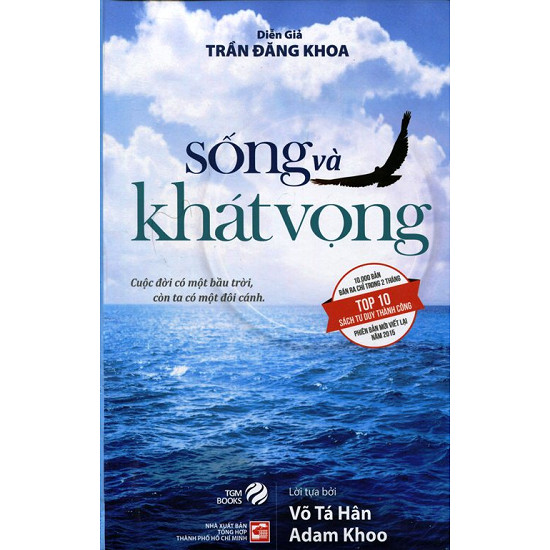 Diễn Giả
TRẦN ĐĂNG KHOA
sống và
khát vọng
Cuộc đời có một bầu trời,
còn ta có một đôi cánh.
10.000 BẢN
BÁN RA CHỈ TRONG 2 THÁNG
TOP 10
SÁCH TƯ DUY THÀNH CÔNG
PHIÊN BẢN MỚI VIẾT LẠI
NĂM 2015
TGM
BOOKS
NHÀ XUẤT BẢN
TỔNG HỢP
THÀNH PHỐ HỒ CHÍ MINH
Lời tựa bởi
Võ Tá Hân
Adam Khoo